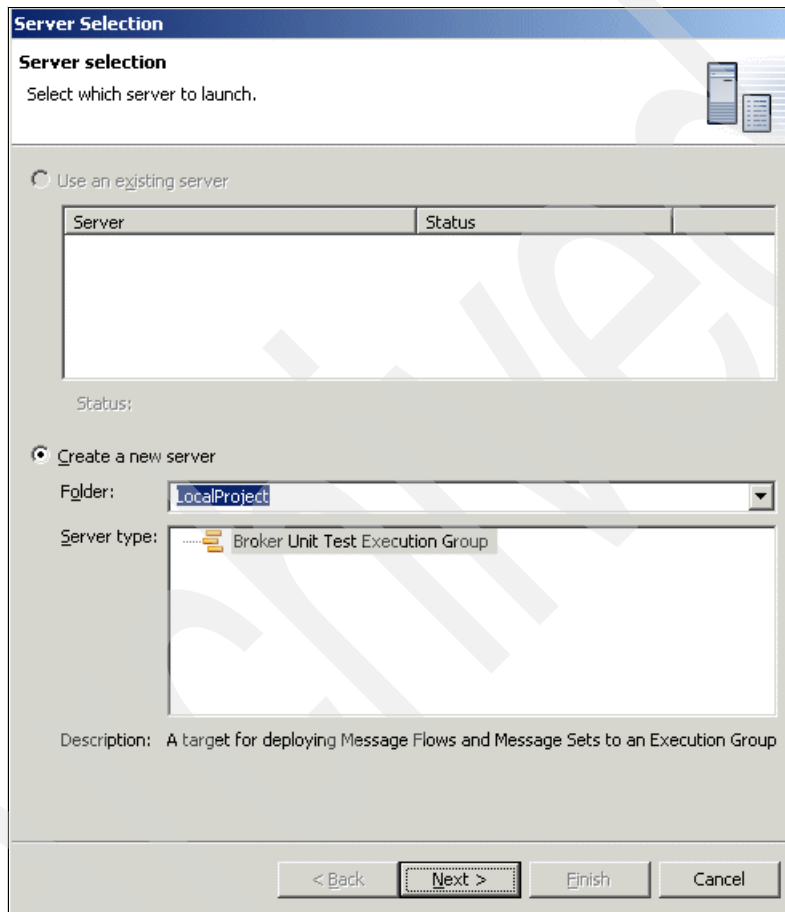 Server Selection
Server selection
Select which server to launch.
Use an existing server
Server Status
Status:
Create a new server
Folder: LocalProject
Server type: Broker Unit Test Execution Group
Description: A target for deploying Message Flows and Message Sets to an Execution Group
< Back Next > Finish Cancel